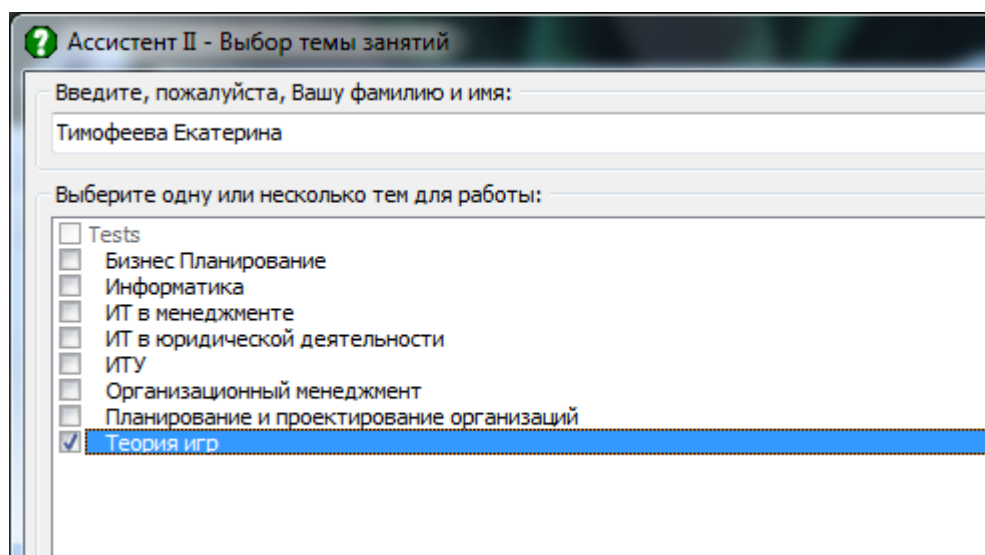 Ассистент II - Выбор темы занятий
Введите, пожалуйста, Вашу фамилию и имя:
Тимофеева Екатерина
Выберите одну или несколько тем для работы:
Tests
Бизнес Планирование
Информатика
ИТ в менеджменте
ИТ в юридической деятельности
ИТУ
Организационный менеджмент
Планирование и проектирование организаций
Теория игр